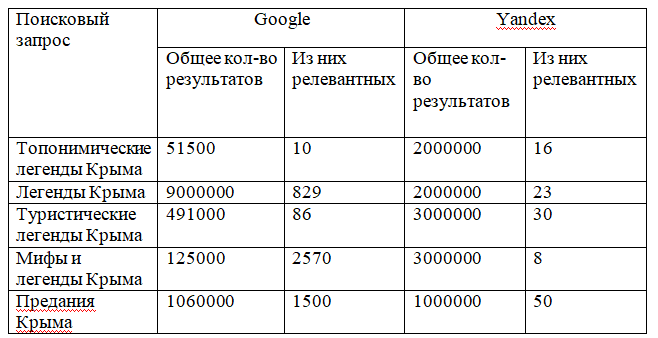 Поисковый запрос Google Yandex
Общее кол-во результатов Из них релевантных Общее кол-во результатов Из них релевантных
Топонимические легенды Крыма 51500 10 2000000 16
Легенды Крыма 9000000 829 2000000 23
Туристические легенды Крыма 491000 86 3000000 30
Мифы и легенды Крыма 125000 2570 3000000 8
Предания Крыма 1060000 1500 1000000 50